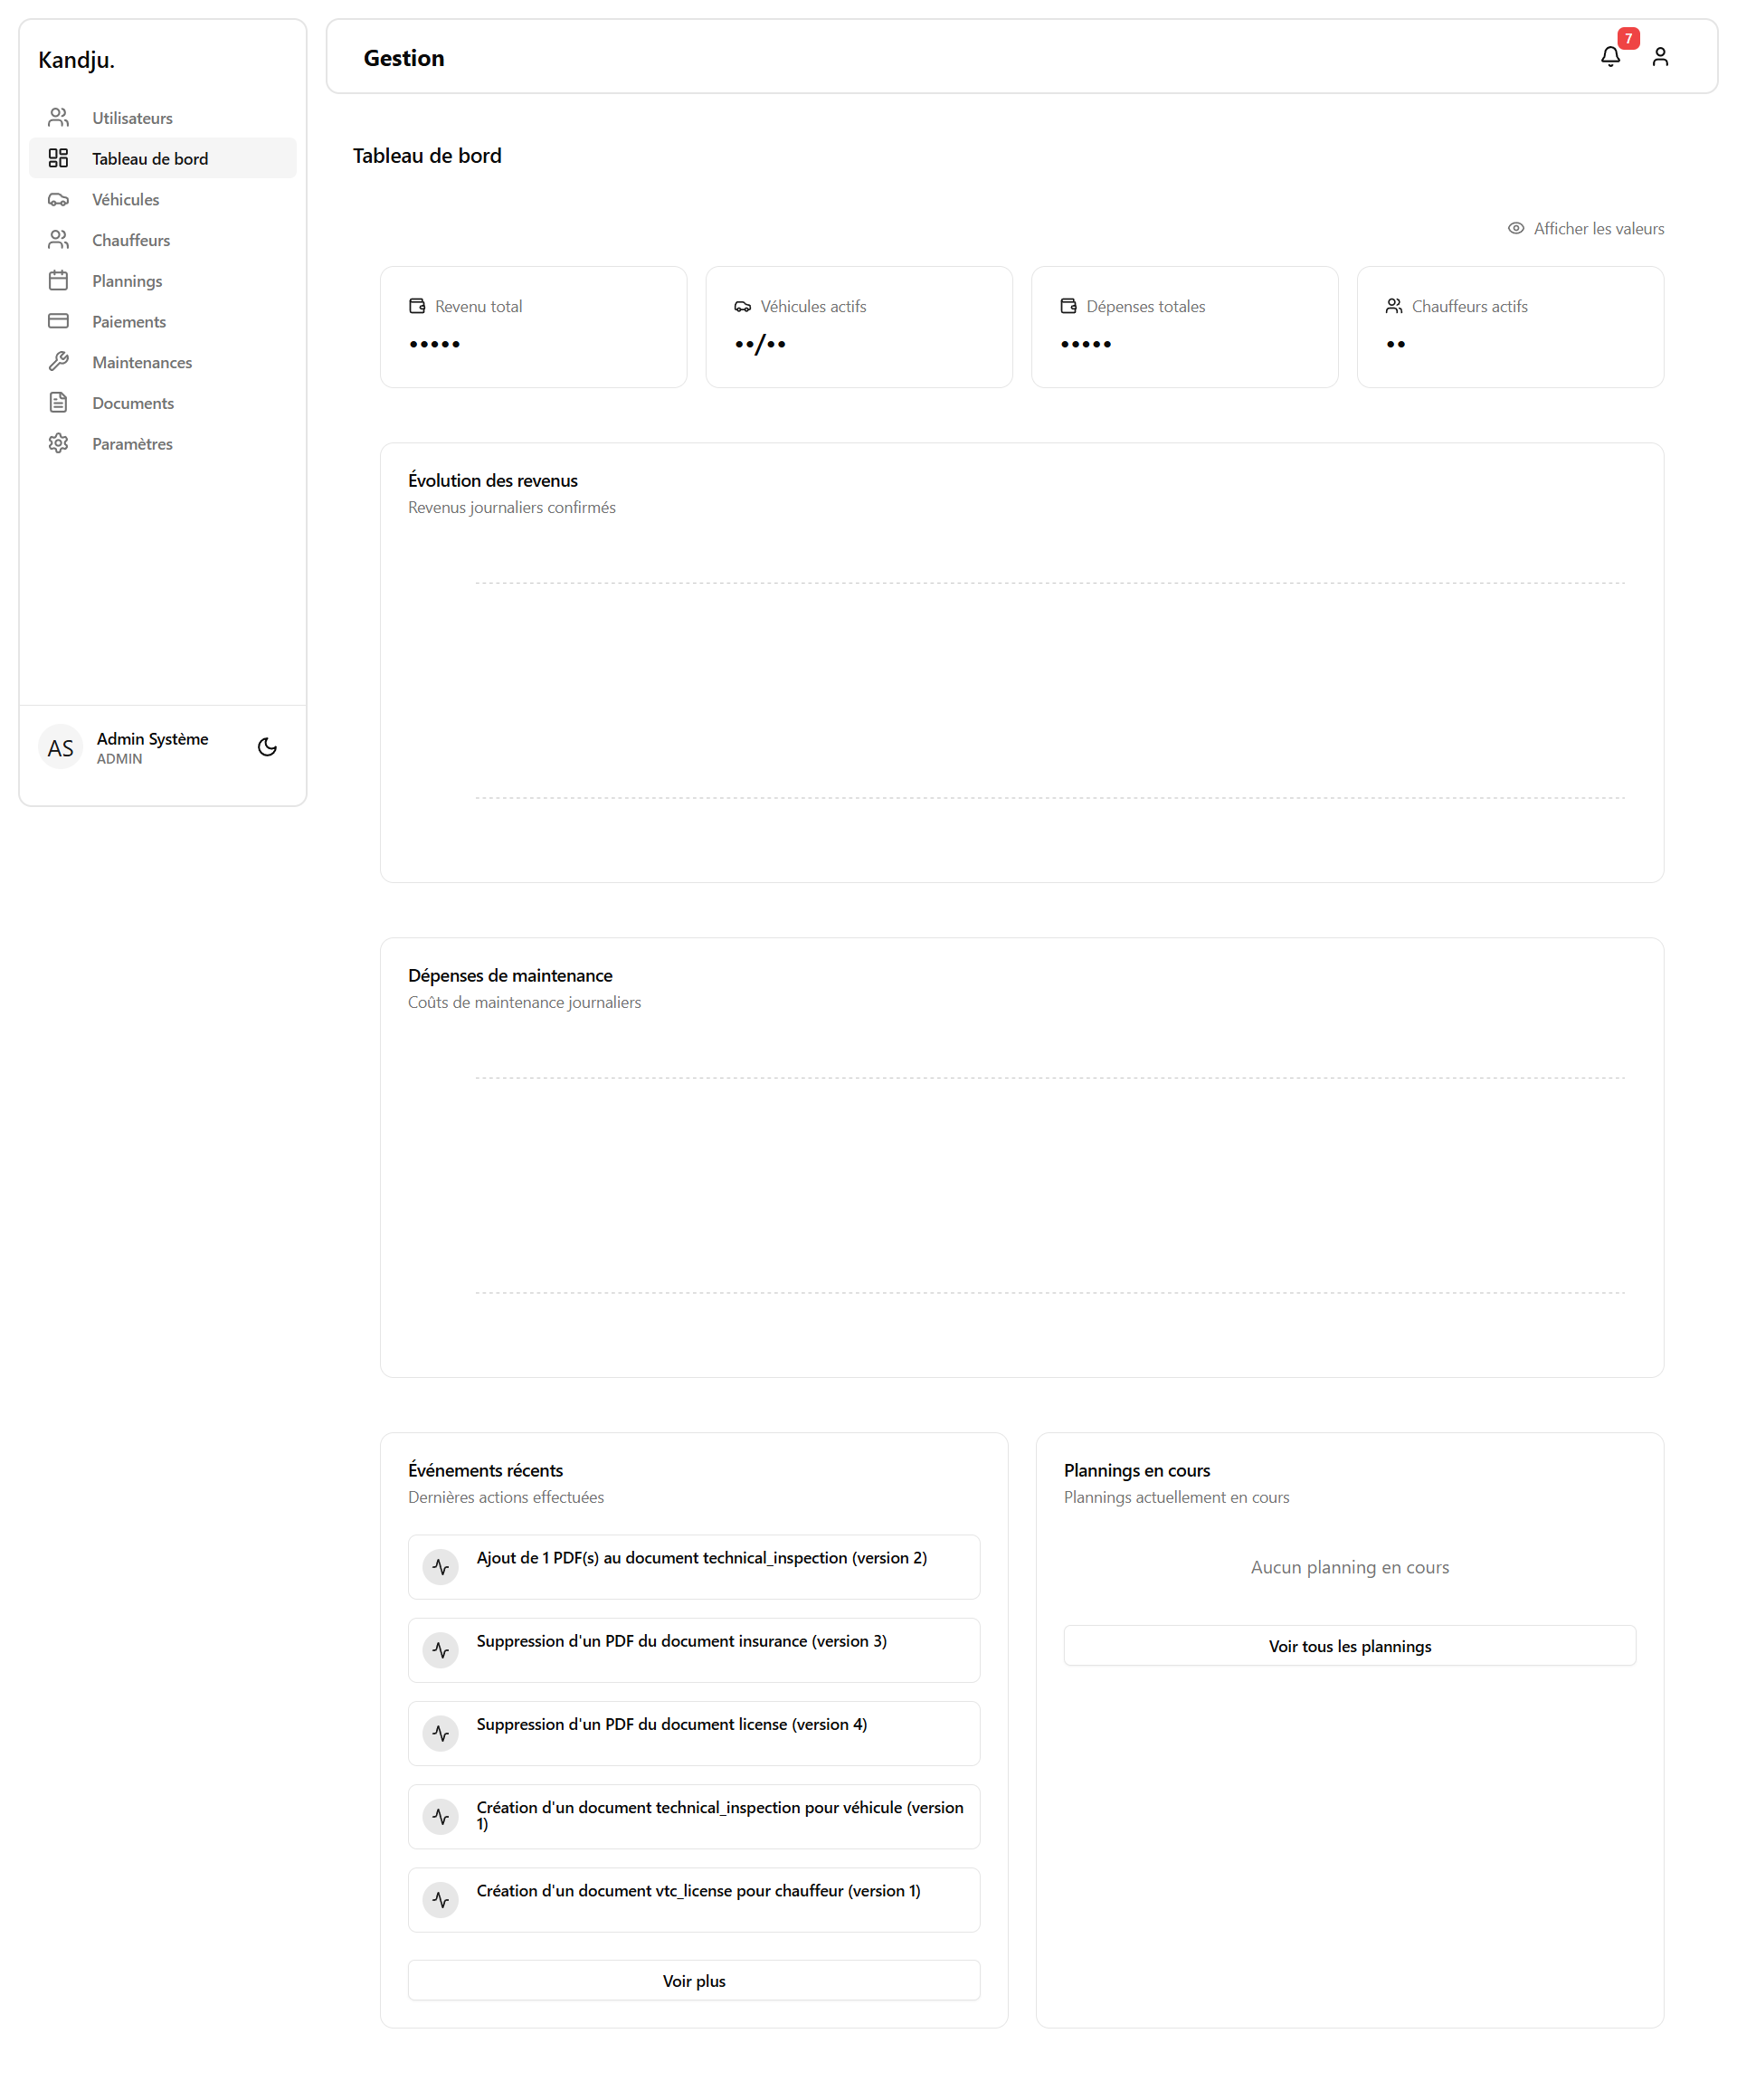 Kandju.
Utilisateurs
Tableau de bord
Véhicules
Chauffeurs
Plannings
Paiements
Maintenances
Documents
Paramètres
AS
Admin Système
ADMIN
Gestion
7
Tableau de bord
Afficher les valeurs
Revenu total
•••••
Véhicules actifs
••/••
Dépenses totales
•••••
Chauffeurs actifs
••
Évolution des revenus
Revenus journaliers confirmés
Dépenses de maintenance
Coûts de maintenance journaliers
Événements récents
Dernières actions effectuées
Ajout de 1 PDF(s) au document technical_inspection (version 2)
Suppression d'un PDF du document insurance (version 3)
Suppression d'un PDF du document license (version 4)
Création d'un document technical_inspection pour véhicule (version
1)
Création d'un document vtc_license pour chauffeur (version 1)
Voir plus
Plannings en cours
Plannings actuellement en cours
Aucun planning en cours
Voir tous les plannings